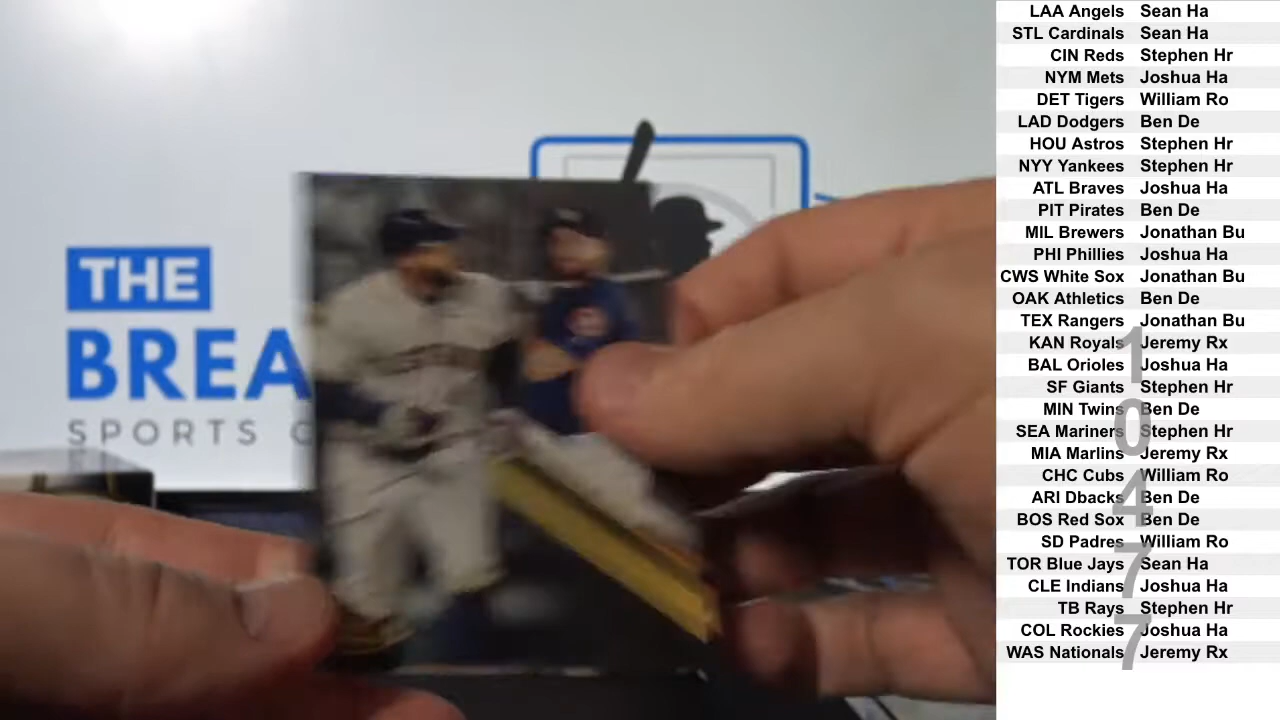 THE
BREA
SPORTS C
LAA Angels Sean Ha
STL Cardinals Sean Ha
CIN Reds Stephen Hr
NYM Mets Joshua Ha
DET Tigers William Ro
LAD Dodgers Ben De
HOU Astros Stephen Hr
NYY Yankees Stephen Hr
ATL Braves Joshua Ha
PIT Pirates Ben De
MIL Brewers Jonathan Bu
PHI Phillies Joshua Ha
CWS White Sox Jonathan Bu
OAK Athletics Ben De
TEX Rangers Jonathan Bu
KAN Royals Jeremy Rx
BAL Orioles Joshua Ha
SF Giants Stephen Hr
MIN Twins Ben De
SEA Mariners Stephen Hr
MIA Marlins Jeremy Rx
CHC Cubs William Ro
ARI Dbacks Ben De
BOS Red Sox Ben De
SD Padres William Ro
TOR Blue Jays Sean Ha
CLE Indians Joshua Ha
TB Rays Stephen Hr
COL Rockies Joshua Ha
WAS Nationals Jeremy Rx
10477